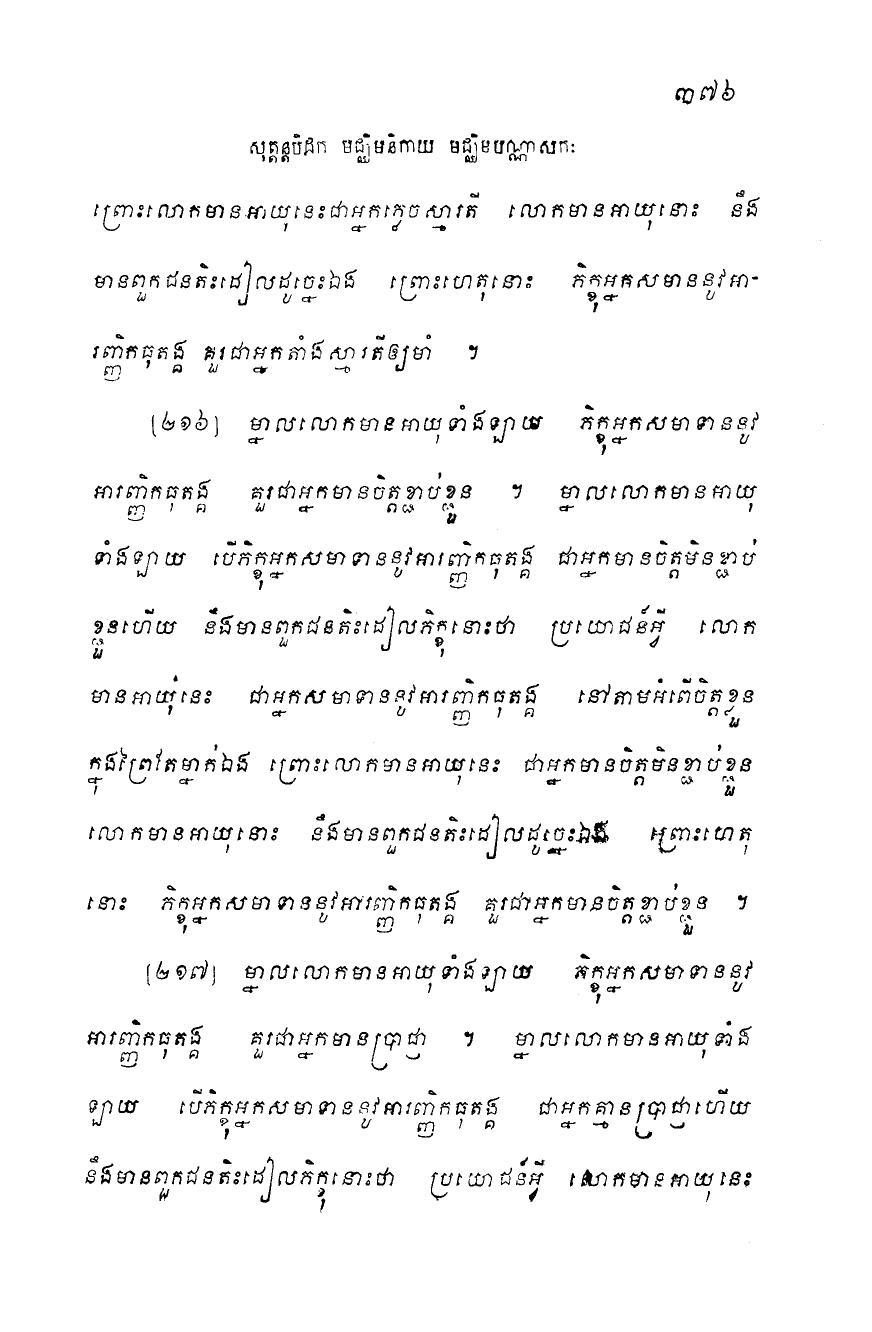 ៣៧៦
សុត្តន្តបិដក មជ្ឈិមនិកាយ មជ្ឈិមបណ្ណាសកៈ
ព្រោះលោកមានអាយុនេះជាអ្នកភ្លេចស្មារតី លោកមានអាយុនោះ នឹង
មានពួកជនតិះដៀលដូច្នេះឯង ព្រោះហេតុនោះ ភិក្ខុអ្នកសមាទាននូវអា-
រញ្ញិកធុតង្គ គួរជាអ្នកតាំងស្មារតីឲ្យមាំ ។
[២១៦] ម្នាលលោកមានអាយុទាំងឡាយ ភិក្ខុអ្នកសមាទាននូវ
អារញ្ញិកធុតង្គ គួរជាអ្នកមានចិត្តខ្ជាប់ខ្ជួន ។ ម្នាលលោកមានអាយុ
ទាំងឡាយ បើភិក្ខុអ្នកសមាទាននូវអារញ្ញិកធុតង្គ ជាអ្នកមានចិត្តមិនខ្ជាប់
ខ្ជួនហើយ នឹងមានពួកជនតិះដៀលភិក្ខុនោះថា ប្រយោជន៍អ្វី លោក
មានអាយុនេះ ជាអ្នកសមាទាននូវអារញ្ញិកធុតង្គ នៅតាមអំពើចិត្តខ្លួន
ក្នុងព្រៃតែម្នាក់ឯង ព្រោះលោកមានអាយុនេះ ជាអ្នកមានចិត្តមិនខ្ជាប់ខ្ជួន
លោកមានអាយុនោះ នឹងមានពួកជនតិះដៀលដូច្នេះឯង ព្រោះហេតុ
នោះ ភិក្ខុអ្នកសមាទាននូវអារញ្ញិកធុតង្គ គួរជាអ្នកមានចិត្តខ្ជាប់ខ្ជួន ។
[២១៧] ម្នាលលោកមានអាយុទាំងឡាយ ភិក្ខុអ្នកសមាទាននូវ
អារញ្ញិកធុតង្គ គួរជាអ្នកមានប្រាជ្ញា ។ ម្នាលលោកមានអាយុទាំង
ឡាយ បើភិក្ខុអ្នកសមាទាននូវអារញ្ញិកធុតង្គ ជាអ្នកគ្មានប្រាជ្ញាហើយ
នឹងមានពួកជនតិះដៀលភិក្ខុនោះថា ប្រយោជន៍អ្វី លោកមានអាយុនេះ